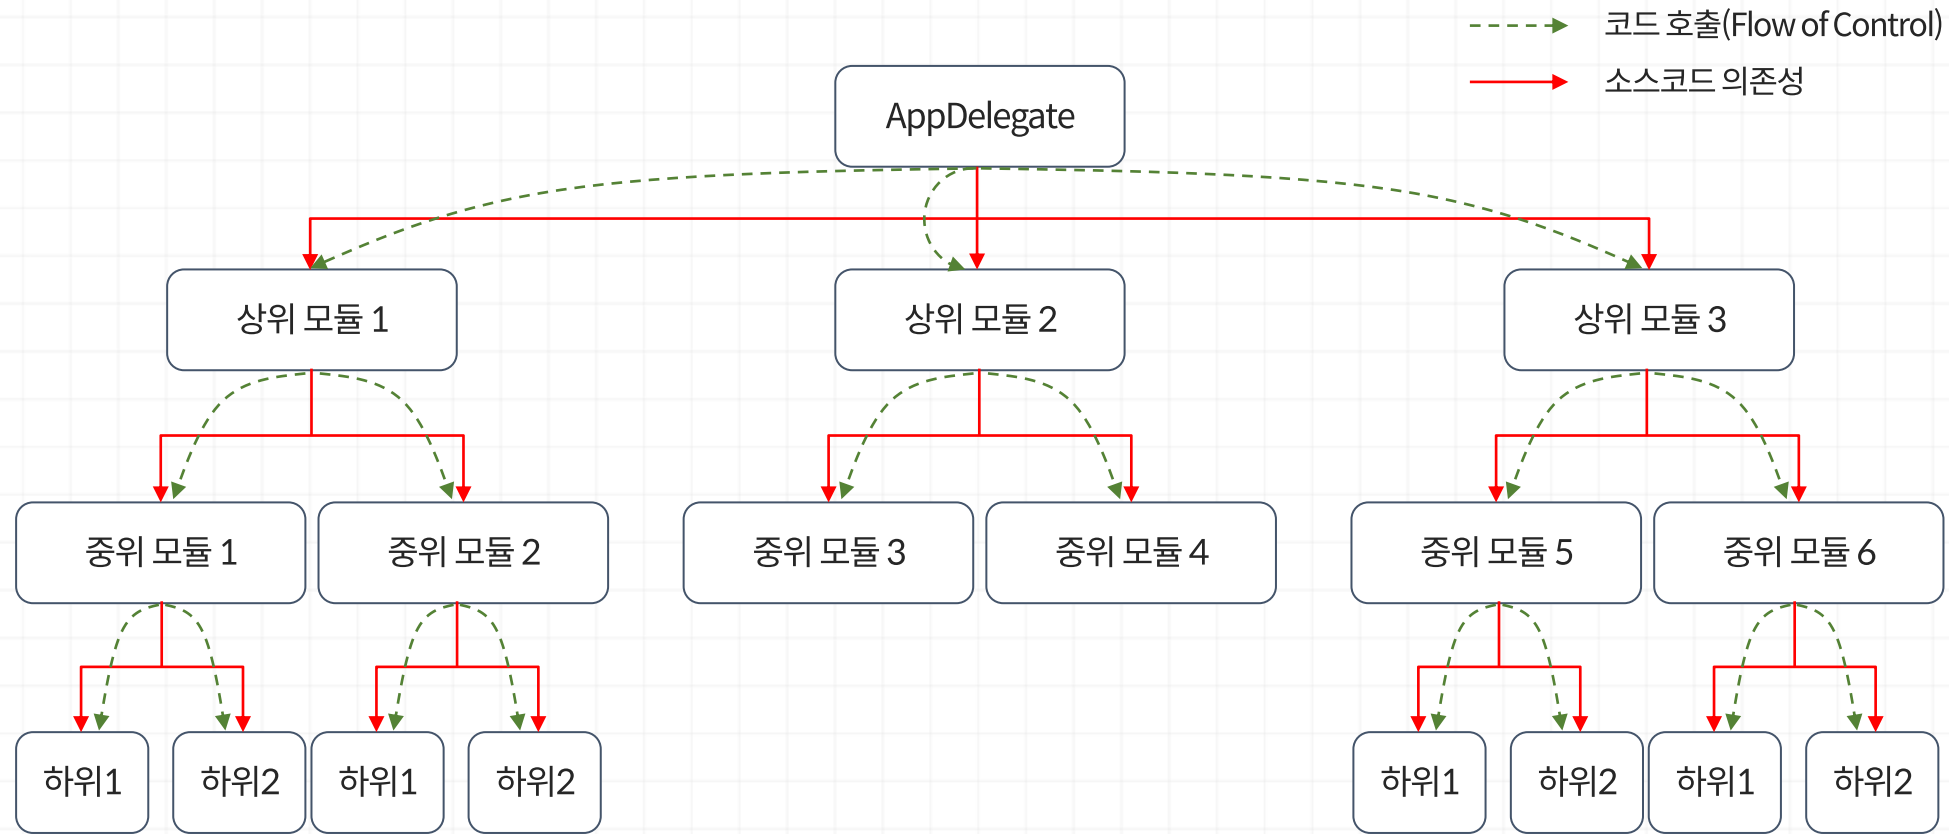 코드 호출(Flow of Control)
소스코드 의존성
AppDelegate
상위 모듈 1
상위 모듈 2
상위 모듈 3
중위 모듈 1
중위 모듈 2
중위 모듈 3
중위 모듈 4
중위 모듈 5
중위 모듈 6
하위1
하위2
하위1
하위2
하위1
하위2
하위1
하위2